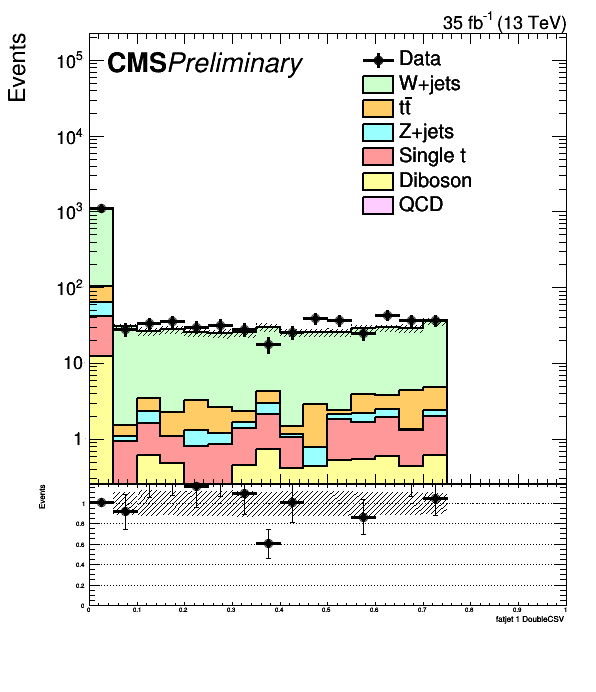 35 fb⁻¹ (13 TeV)
Events
CMS Preliminary
Data
W+jets
tt̄
Z+jets
Single t
Diboson
QCD
10⁵
10⁴
10³
10²
10
1
Events
1
0.8
0.6
0.4
0.2
0
0 0.1 0.2 0.3 0.4 0.5 0.6 0.7 0.8 0.9 1
fatjet 1 DoubleCSV